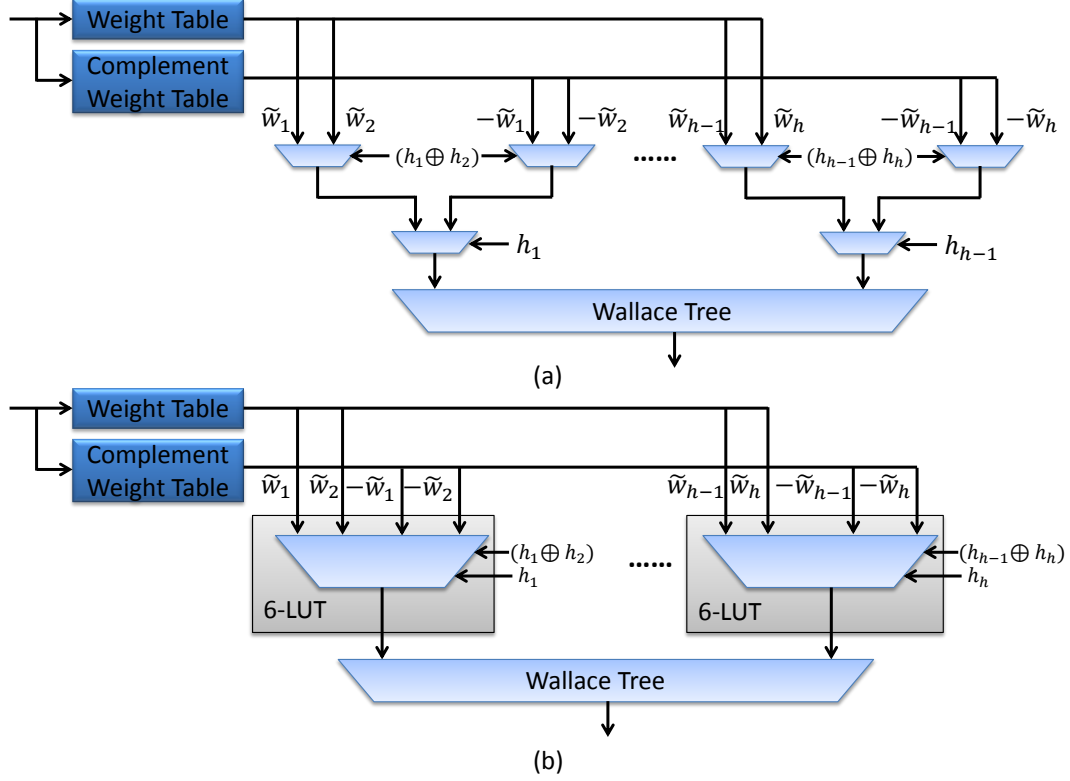 Weight Table
Complement
Weight Table
w̃₁ w̃₂ −w̃₁ −w̃₂ w̃ₕ₋₁ w̃ₕ −w̃ₕ₋₁ −w̃ₕ
(h₁⊕ h₂) ...... (hₕ₋₁⊕ hₕ)
h₁ hₕ₋₁
Wallace Tree
(a)
Weight Table
Complement
Weight Table
w̃₁ w̃₂ −w̃₁ −w̃₂ w̃ₕ₋₁ w̃ₕ −w̃ₕ₋₁ −w̃ₕ
(h₁⊕ h₂) ...... (hₕ₋₁⊕ hₕ)
h₁ hₕ
6-LUT 6-LUT
Wallace Tree
(b)